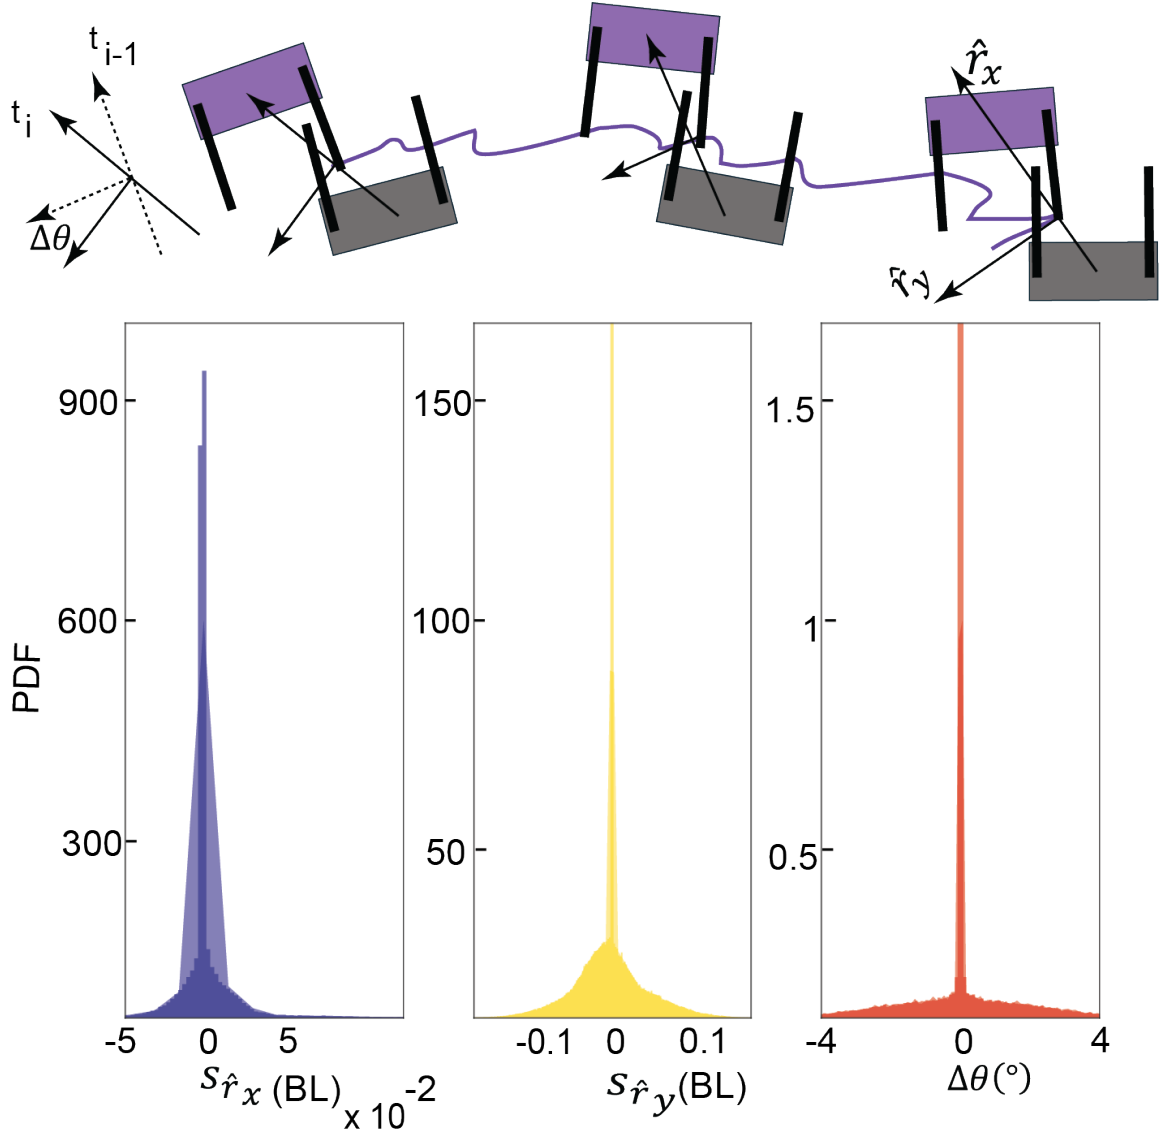 t i-1
t i
Δθ
r̂x
r̂y
PDF
900
600
300
-5 0 5
s r̂ x (BL) x 10 -2
150
100
50
-0.1 0 0.1
s r̂ y (BL)
1.5
1
0.5
-4 0 4
Δθ(°)